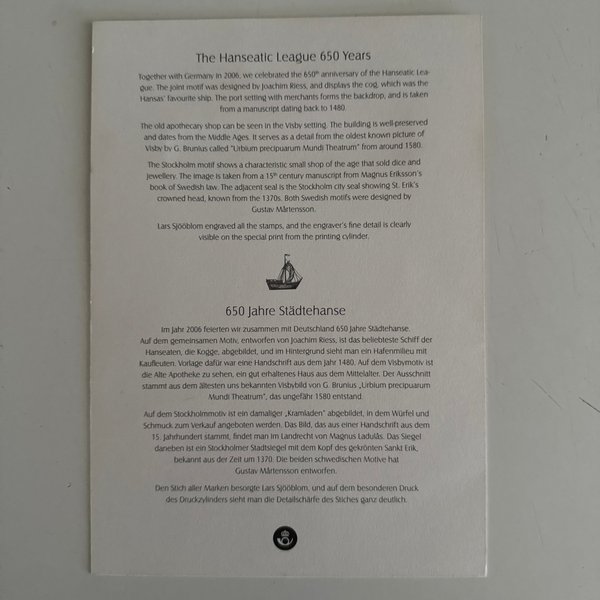 The Hanseatic League 650 Years
Together with Germany in 2006, we celebrated the 650th anniversary of the Hanseatic Lea-
gue. The joint motif was designed by Joachim Riess, and displays the cog, which was the
Hansas' favourite ship. The port setting with merchants forms the backdrop, and is taken
from a manuscript dating back to 1480.
The old apothecary shop can be seen in the Visby setting. The building is well-preserved
and dates from the Middle Ages. It serves as a detail from the oldest known picture of
Visby by G. Brunius called "Urbium precipuarum Mundi Theatrum" from around 1580.
The Stockholm motif shows a characteristic small shop of the age that sold dice and
jewellery. The image is taken from a 15th century manuscript from Magnus Eriksson's
book of Swedish law. The adjacent seal is the Stockholm city seal showing St. Erik's
crowned head, known from the 1370s. Both Swedish motifs were designed by
Gustav Mårtensson.
Lars Sjööblom engraved all the stamps, and the engraver's fine detail is clearly
visible on the special print from the printing cylinder.
650 Jahre Städtehanse
Im Jahr 2006 feierten wir zusammen mit Deutschland 650 Jahre Städtehanse.
Auf dem gemeinsamen Motiv, entworfen von Joachim Riess, ist das beliebteste Schiff der
Hanseaten, die Kogge, abgebildet, und im Hintergrund sieht man ein Hafenmilieu mit
Kaufleuten. Vorlage dafür war eine Handschrift aus dem Jahr 1480. Auf dem Visbymotiv ist
die Alte Apotheke zu sehen, ein gut erhaltenes Haus aus dem Mittelalter. Der Ausschnitt
stammt aus dem ältesten uns bekannten Visbybild von G. Brunius „Urbium precipuarum
Mundi Theatrum", das ungefähr 1580 entstand.
Auf dem Stockholmmotiv ist ein damaliger „Kramladen" abgebildet, in dem Würfel und
Schmuck zum Verkauf angeboten werden. Das Bild, das aus einer Handschrift aus dem
15. Jahrhundert stammt, findet man im Landrecht von Magnus Ladulås. Das Siegel
daneben ist ein Stockholmer Stadtsiegel mit dem Kopf des gekrönten Sankt Erik,
bekannt aus der Zeit um 1370. Die beiden schwedischen Motive hat
Gustav Mårtensson entworfen.
Den Stich aller Marken besorgte Lars Sjööblom, und auf dem besonderen Druck
des Druckzylinders sieht man die Detailschärfe des Stiches ganz deutlich.